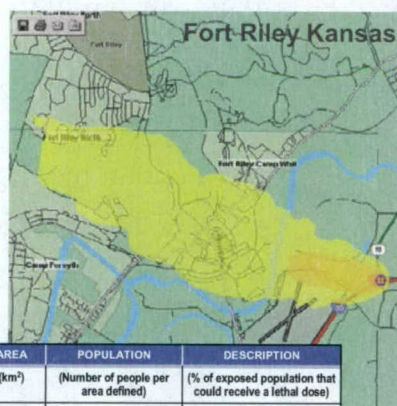 Fort Riley Kansas
Fort Riley
Fort Riley North
Fort Riley Camp Whit
Camp Forsyth
AREA POPULATION DESCRIPTION
(km²) (Number of people per area defined) (% of exposed population that could receive a lethal dose)